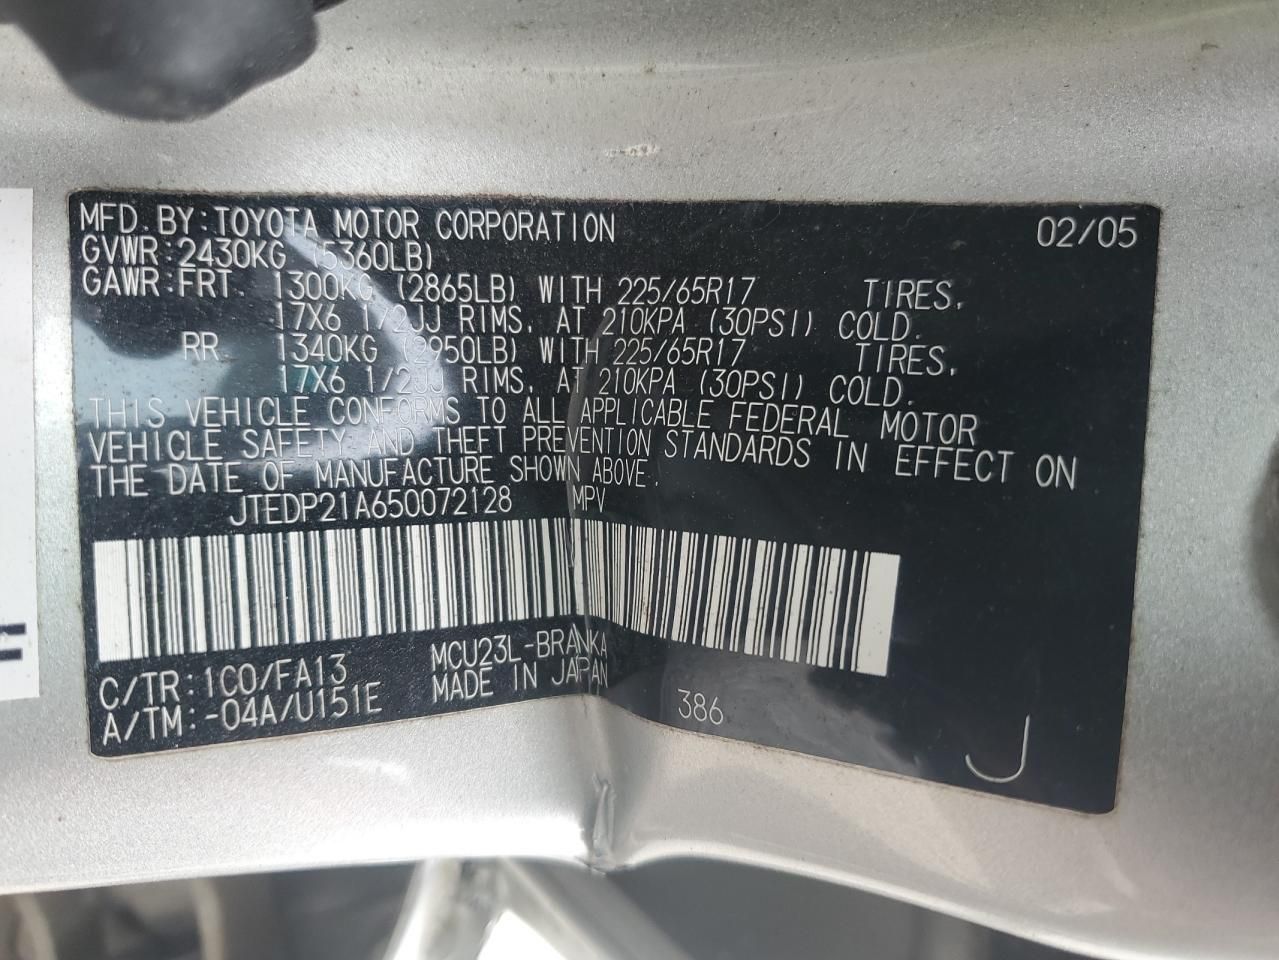 MFD. BY: TOYOTA MOTOR CORPORATION 02/05
GVWR: 2430KG (5360LB)
GAWR: FRT. 1300KG (2865LB) WITH 225/65R17 TIRES,
17X6 1/2JJ RIMS, AT 210KPA (30PSI) COLD.
RR. 1340KG (2950LB) WITH 225/65R17 TIRES,
17X6 1/2JJ RIMS, AT 210KPA (30PSI) COLD.
THIS VEHICLE CONFORMS TO ALL APPLICABLE FEDERAL MOTOR
VEHICLE SAFETY AND THEFT PREVENTION STANDARDS IN EFFECT ON
THE DATE OF MANUFACTURE SHOWN ABOVE.
JTEDP21A650072128 MPV
C/TR: 1C0/FA13 MCU23L-BRANKA
A/TM: -04A/U151E MADE IN JAPAN
386
J